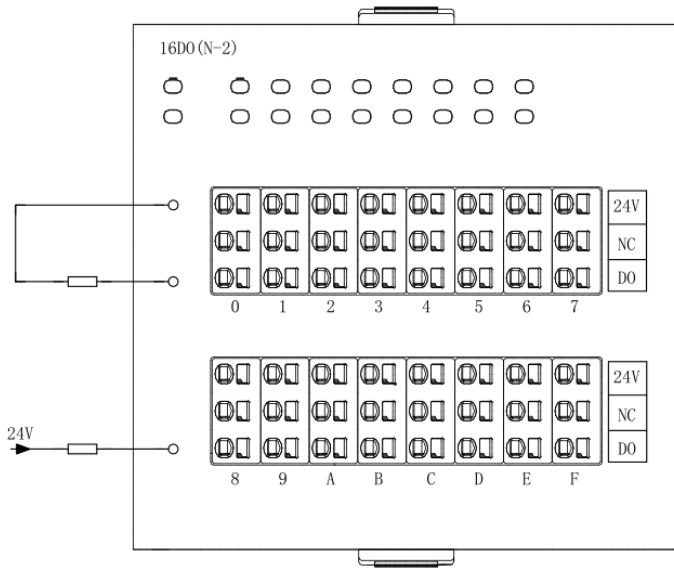 16DO(N-2)
24V
NC
DO
0 1 2 3 4 5 6 7
24V
NC
24V
DO
8 9 A B C D E F